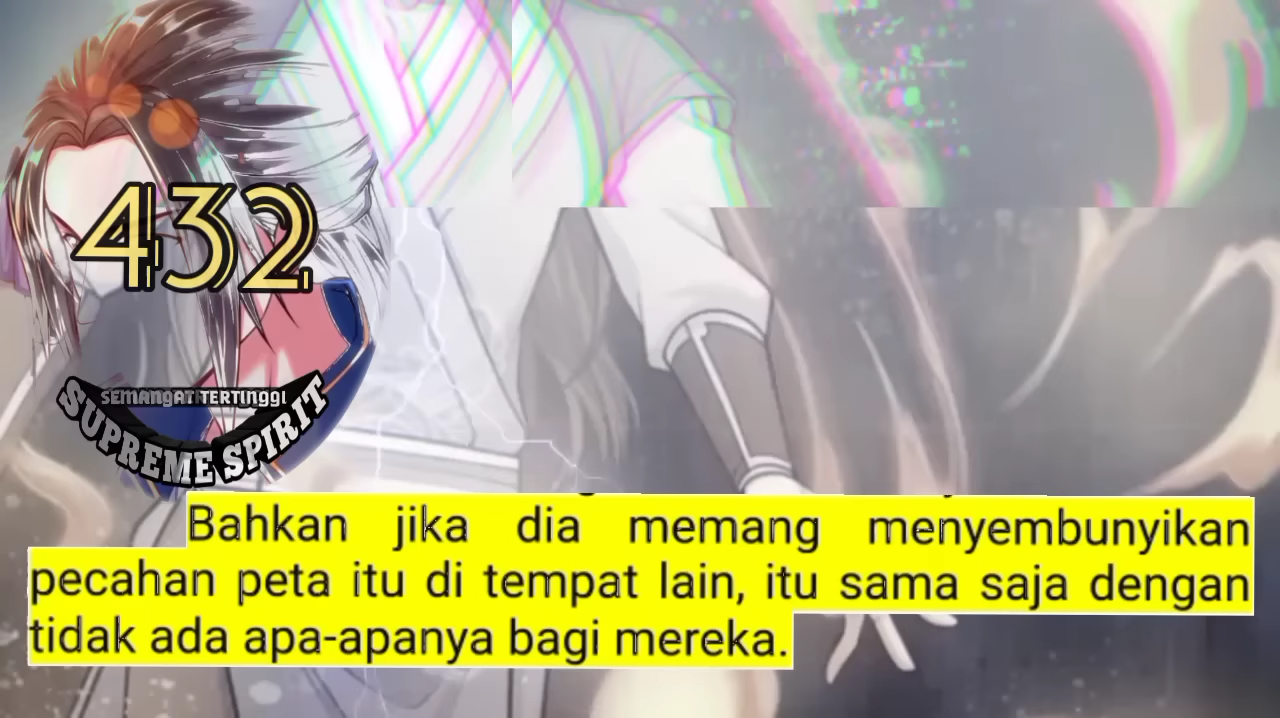 432
SEMANGAT TERTINGGI
SUPREME SPIRIT
Bahkan jika dia memang menyembunyikan
pecahan peta itu di tempat lain, itu sama saja dengan
tidak ada apa-apanya bagi mereka.